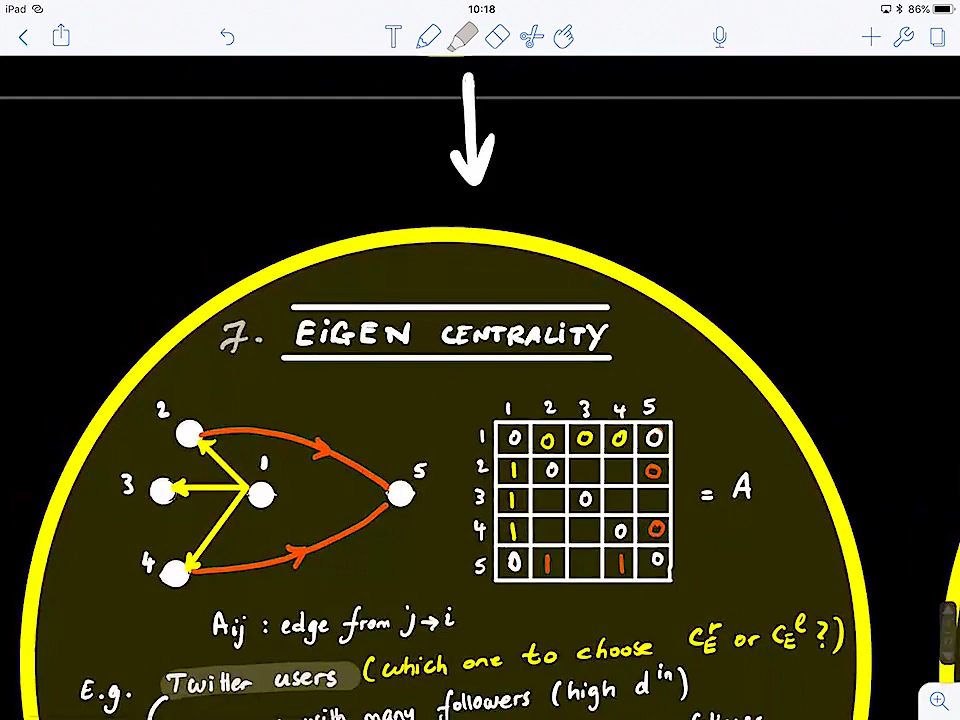 iPad 10:18 86%
T
7. EIGEN CENTRALITY
2
1
3
5
4
1 2 3 4 5
1 0 0 0 0 0
2 1 0 0
3 1 0
4 1 0 0
5 0 1 1 0
= A
Aij : edge from j→i
E.g. Twitter users (which one to choose CEr or CEl?)
with many followers (high d in)